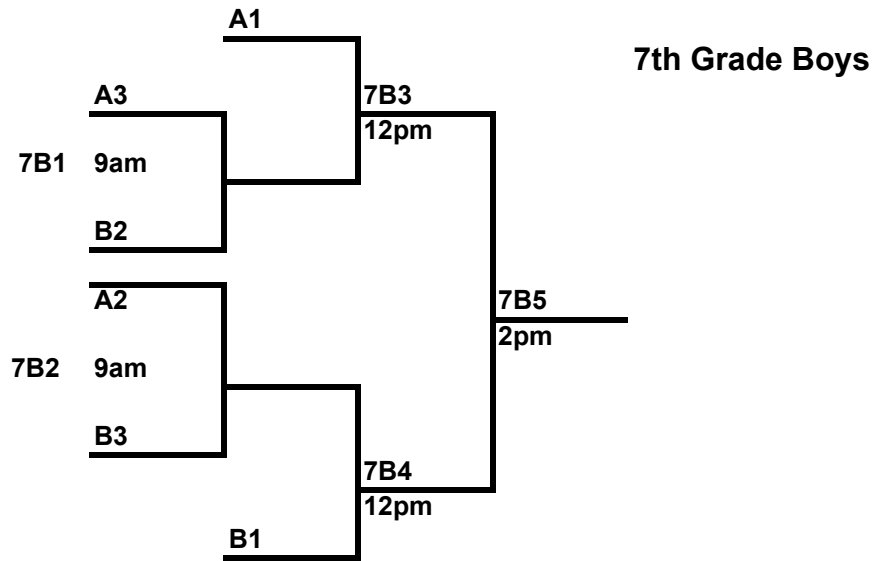 A1
7th Grade Boys
A3
7B3
12pm
7B1 9am
B2
A2
7B5
2pm
7B2 9am
B3
7B4
12pm
B1